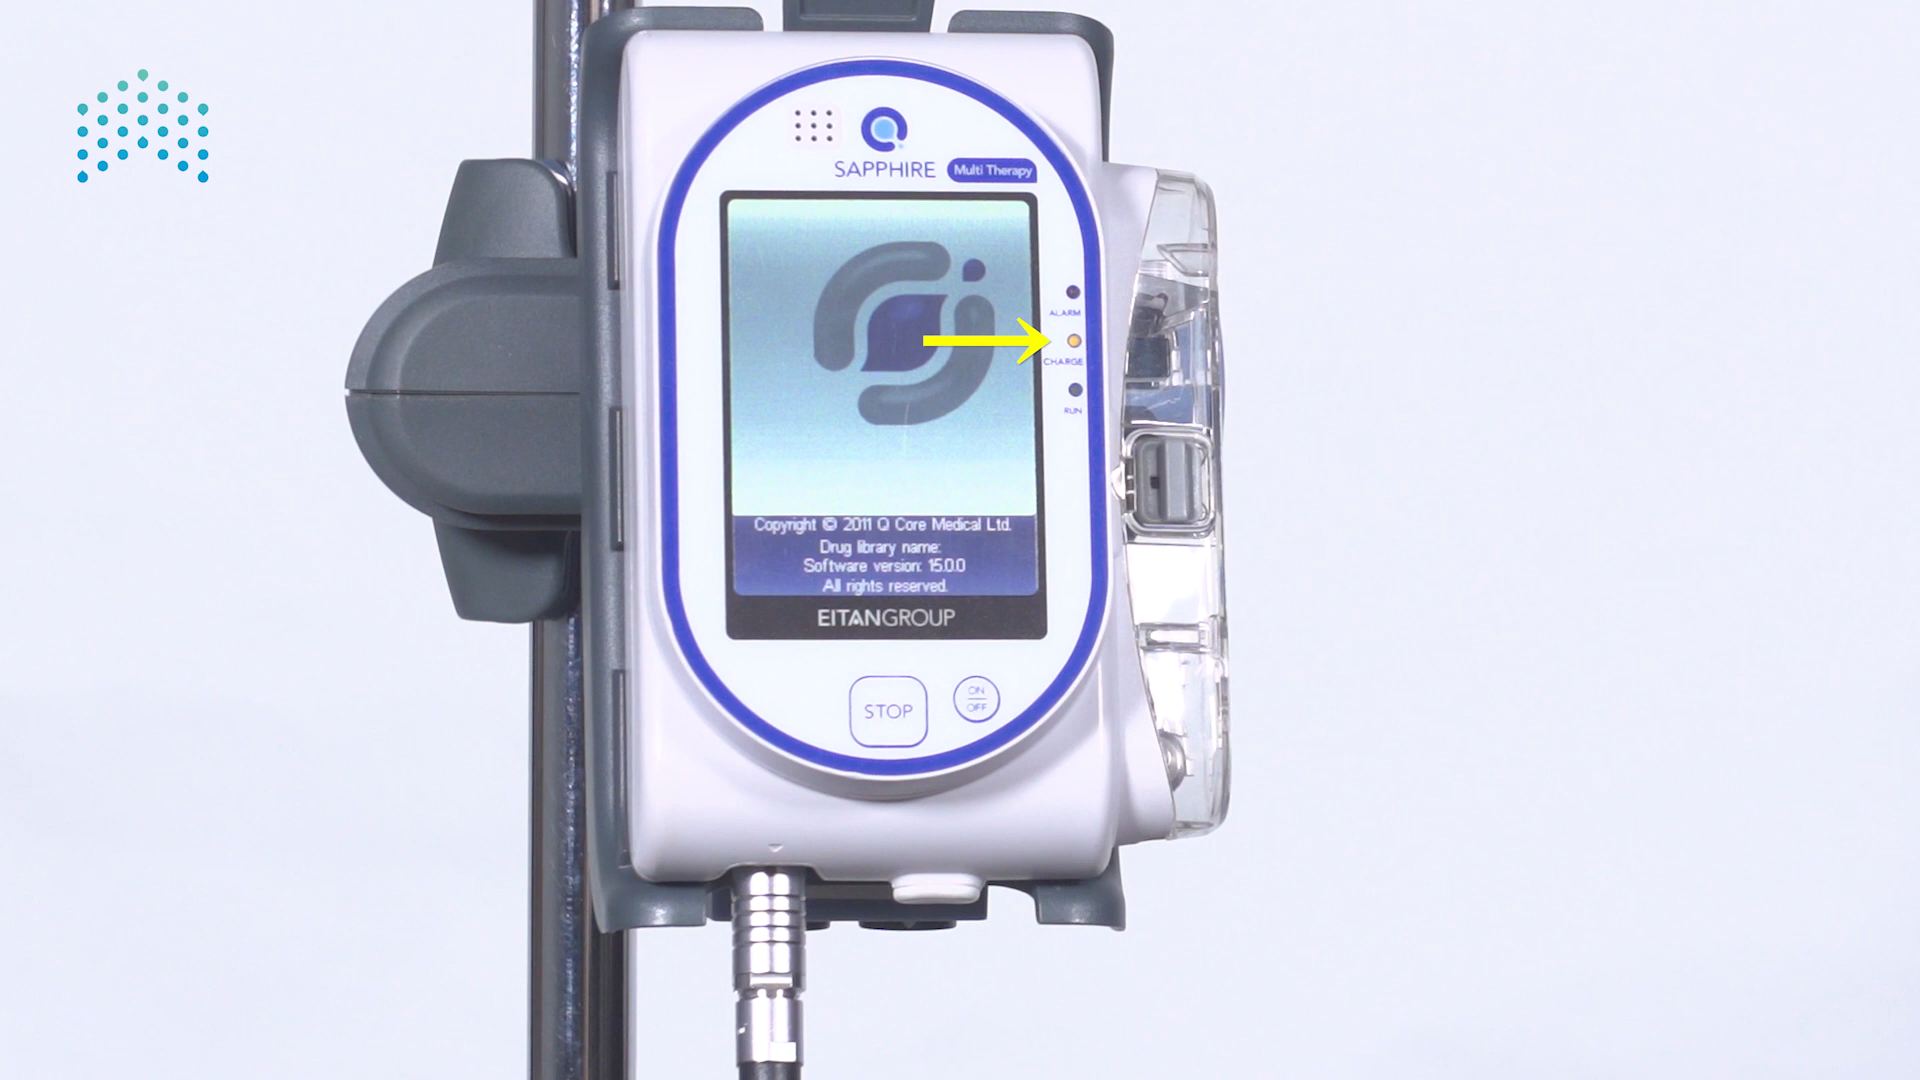 SAPPHIRE Multi Therapy
ALARM
CHARGE
RUN
Copyright © 2011 Q Core Medical Ltd.
Drug library name:
Software version: 15.0.0
All rights reserved.
EITANGROUP
STOP
ON
OFF